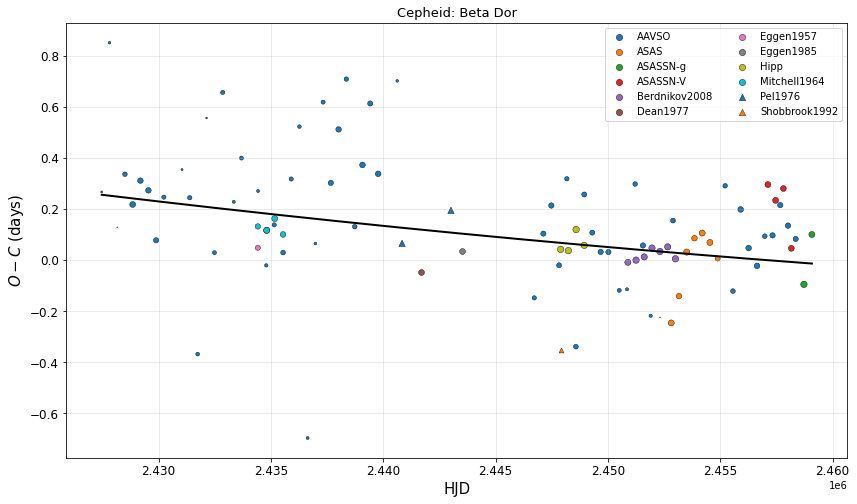 Cepheid: Beta Dor
O − C (days)
0.8
0.6
0.4
0.2
0.0
−0.2
−0.4
−0.6
AAVSO
ASAS
ASASSN-g
ASASSN-V
Berdnikov2008
Dean1977
Eggen1957
Eggen1985
Hipp
Mitchell1964
Pel1976
Shobbrook1992
2.430 2.435 2.440 2.445 2.450 2.455 2.460
1e6
HJD